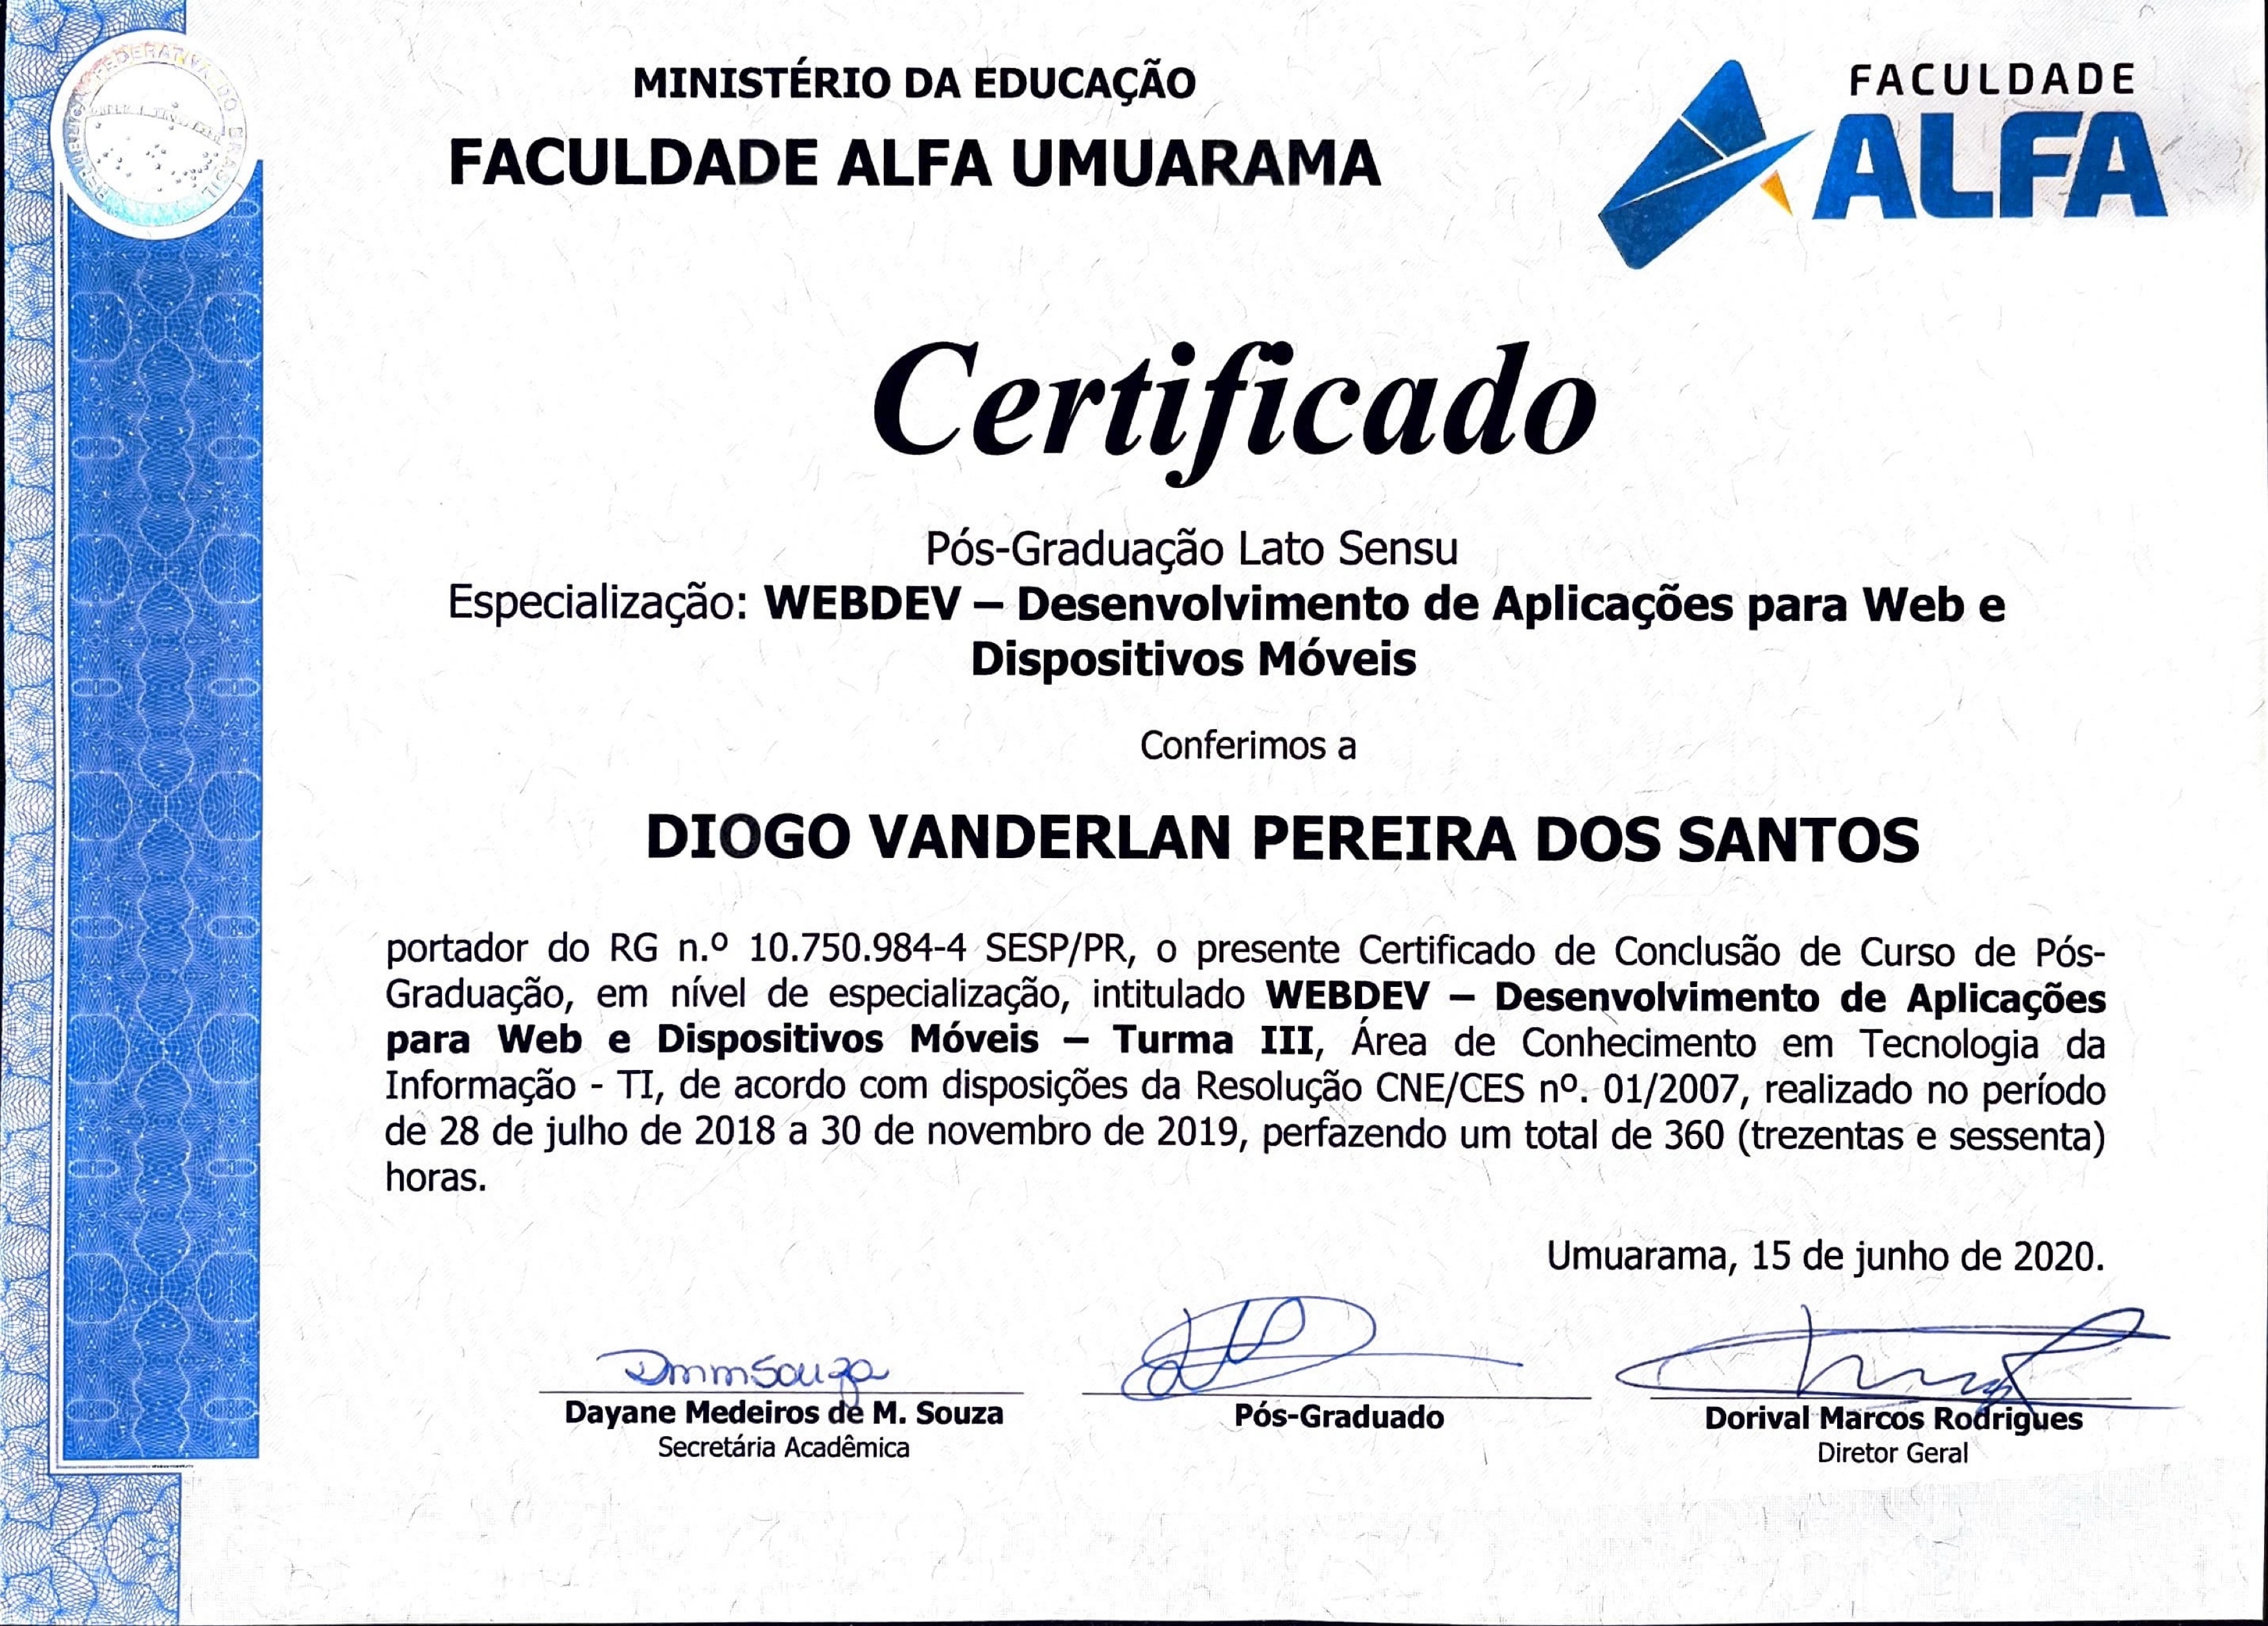 MINISTÉRIO DA EDUCAÇÃO
FACULDADE ALFA UMUARAMA
FACULDADE
ALFA
Certificado
Pós-Graduação Lato Sensu
Especialização: WEBDEV – Desenvolvimento de Aplicações para Web e
Dispositivos Móveis
Conferimos a
DIOGO VANDERLAN PEREIRA DOS SANTOS
portador do RG n.º 10.750.984-4 SESP/PR, o presente Certificado de Conclusão de Curso de Pós-
Graduação, em nível de especialização, intitulado WEBDEV – Desenvolvimento de Aplicações
para Web e Dispositivos Móveis – Turma III, Área de Conhecimento em Tecnologia da
Informação - TI, de acordo com disposições da Resolução CNE/CES nº. 01/2007, realizado no período
de 28 de julho de 2018 a 30 de novembro de 2019, perfazendo um total de 360 (trezentas e sessenta)
horas.
Umuarama, 15 de junho de 2020.
DmmSouza
Dayane Medeiros de M. Souza
Secretária Acadêmica
Pós-Graduado
Dorival Marcos Rodrigues
Diretor Geral